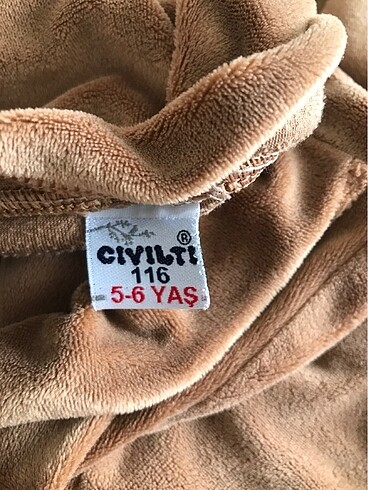 ®
CIVILTI
116
5-6 YAŞ